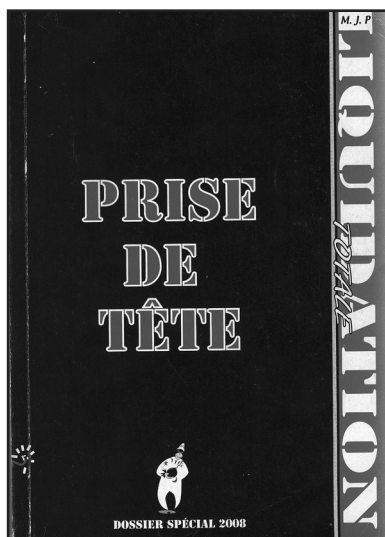 M. J. P
LIQUIDATION
TOTALE
PRISE
DE
TÊTE
DOSSIER SPÉCIAL 2008